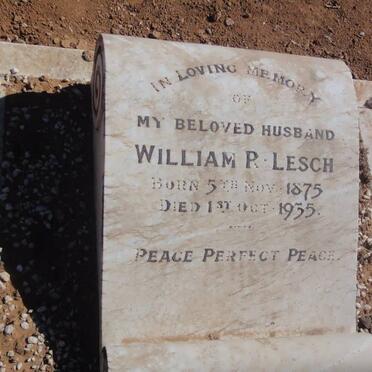 IN LOVING MEMORY
OF
MY BELOVED HUSBAND
WILLIAM R. LESCH
BORN 5TH NOV. 1875
DIED 1ST OCT. 1935.
PEACE PERFECT PEACE.